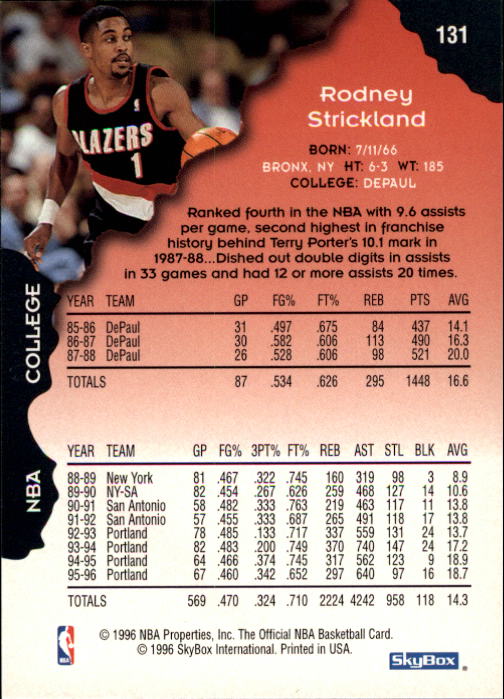 131
Rodney
Strickland
BORN: 7/11/66
BRONX, NY HT: 6-3 WT: 185
COLLEGE: DEPAUL
LAZERS
1
Ranked fourth in the NBA with 9.6 assists
per game, second highest in franchise
history behind Terry Porter's 10.1 mark in
1987-88...Dished out double digits in assists
in 33 games and had 12 or more assists 20 times.
COLLEGE
YEAR TEAM GP FG% FT% REB PTS AVG
85-86 DePaul 31 .497 .675 84 437 14.1
86-87 DePaul 30 .582 .606 113 490 16.3
87-88 DePaul 26 .528 .606 98 521 20.0
TOTALS 87 .534 .626 295 1448 16.6
NBA
YEAR TEAM GP FG% 3PT% FT% REB AST STL BLK AVG
88-89 New York 81 .467 .322 .745 160 319 98 3 8.9
89-90 NY-SA 82 .454 .267 .626 259 468 127 14 10.6
90-91 San Antonio 58 .482 .333 .763 219 463 117 11 13.8
91-92 San Antonio 57 .455 .333 .687 265 491 118 17 13.8
92-93 Portland 78 .485 .133 .717 337 559 131 24 13.7
93-94 Portland 82 .483 .200 .749 370 740 147 24 17.2
94-95 Portland 64 .466 .374 .745 317 562 123 9 18.9
95-96 Portland 67 .460 .342 .652 297 640 97 16 18.7
TOTALS 569 .470 .324 .710 2224 4242 958 118 14.3
© 1996 NBA Properties, Inc. The Official NBA Basketball Card.
© 1996 SkyBox International. Printed in USA.
NBA
SkyBox